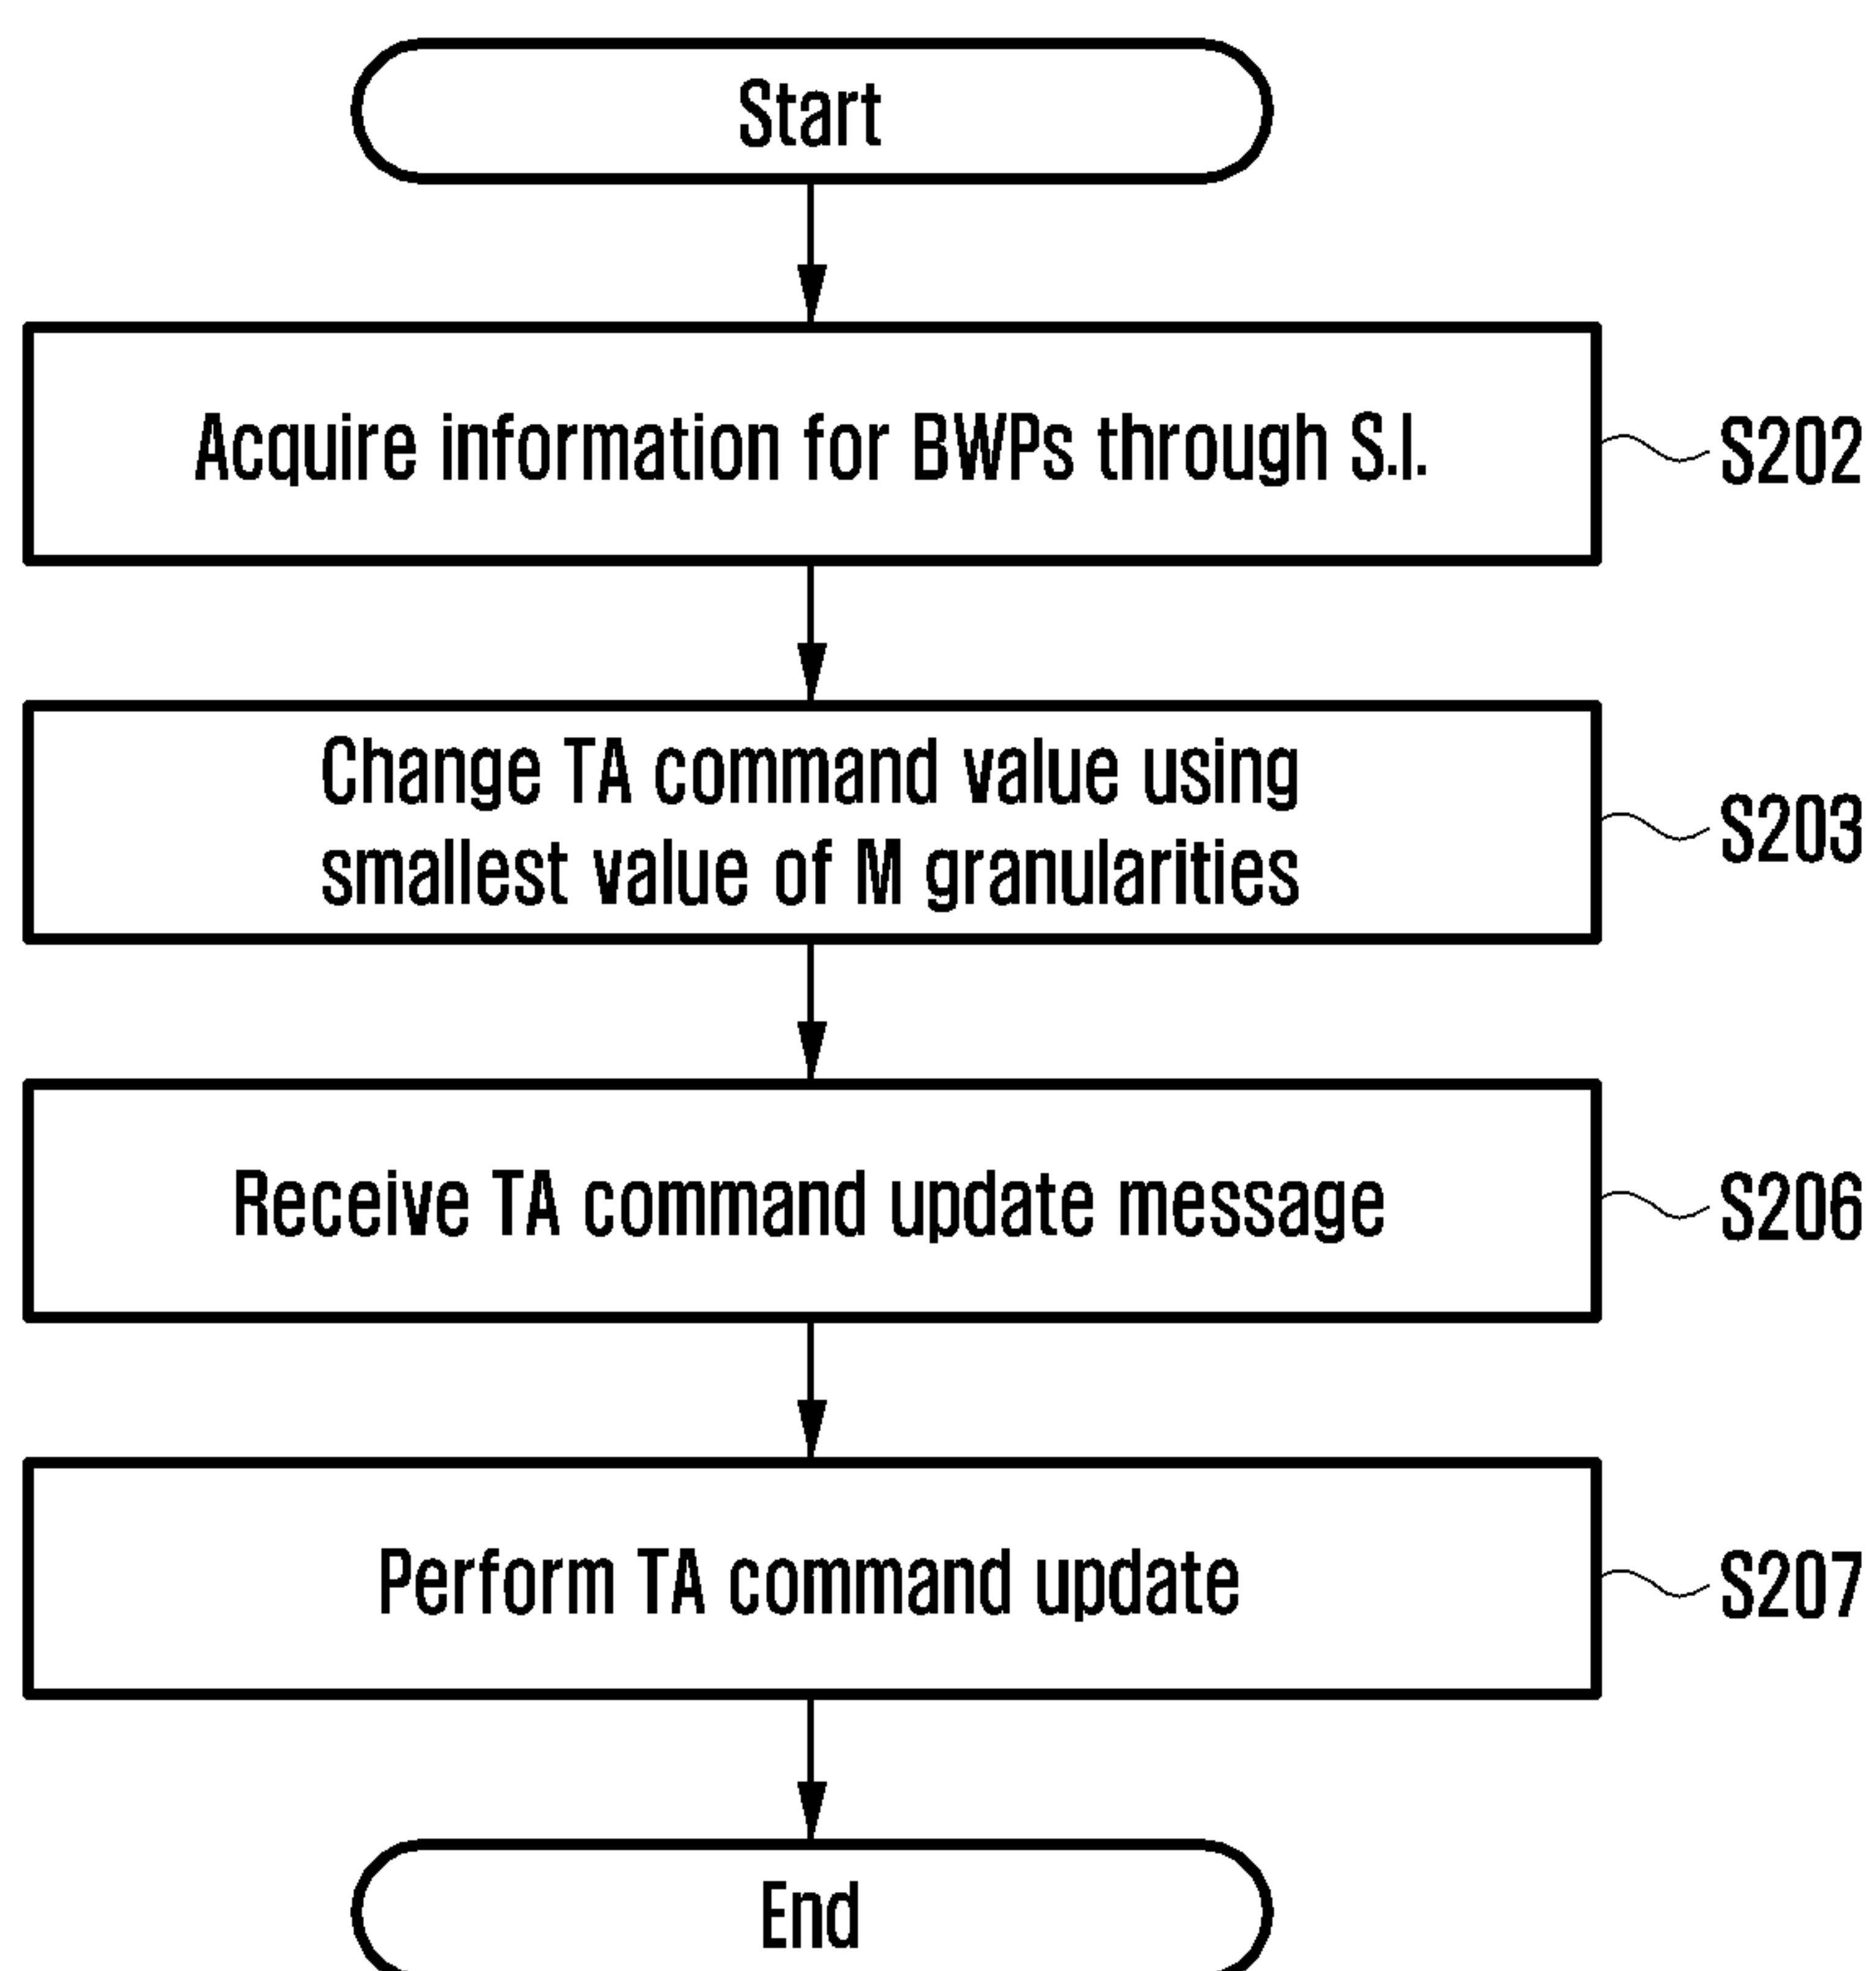 Start
Acquire information for BWPs through S.I.
S202
Change TA command value using
smallest value of M granularities
S203
Receive TA command update message
S206
Perform TA command update
S207
End